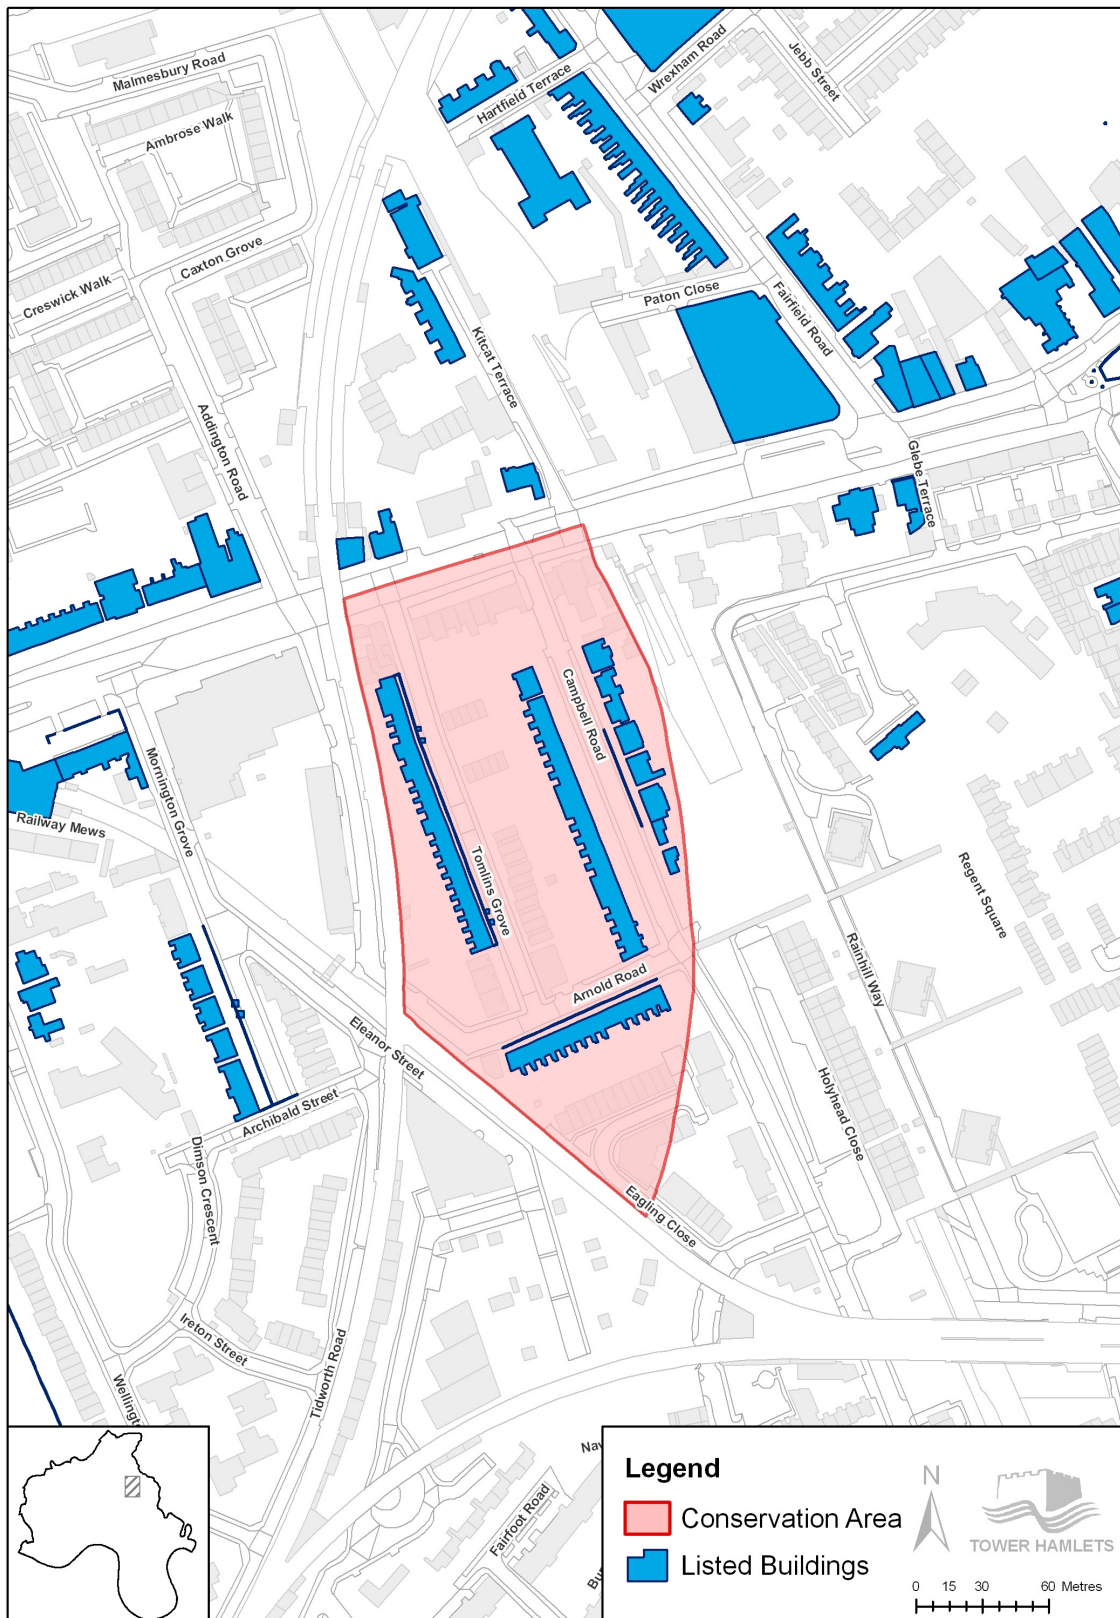 Malmesbury Road
Ambrose Walk
Caxton Grove
Creswick Walk
Addington Road
Hartfield Terrace
Wrexham Road
Jebb Street
Kitcat Terrace
Paton Close
Fairfield Road
Glebe Terrace
Mornington Grove
Railway Mews
Campbell Road
Tomlins Grove
Arnold Road
Regent Square
Rainhill Way
Eleanor Street
Archibald Street
Dimson Crescent
Holyhead Close
Eagling Close
Ireton Street
Tidworth Road
Wellingt
Nav
Fairfoot Road
Bu
Legend
Conservation Area
Listed Buildings
N
TOWER HAMLETS
0 15 30 60 Metres